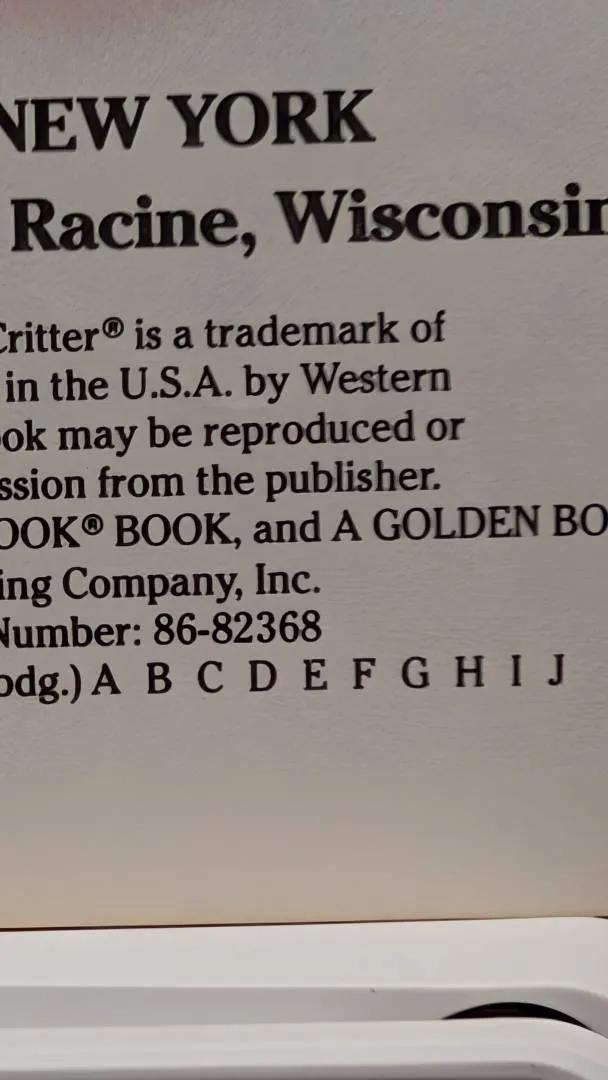 NEW YORK
Racine, Wisconsin
Critter® is a trademark of
in the U.S.A. by Western
ook may be reproduced or
ssion from the publisher.
OOK® BOOK, and A GOLDEN BO
ing Company, Inc.
Number: 86-82368
odg.) A B C D E F G H I J